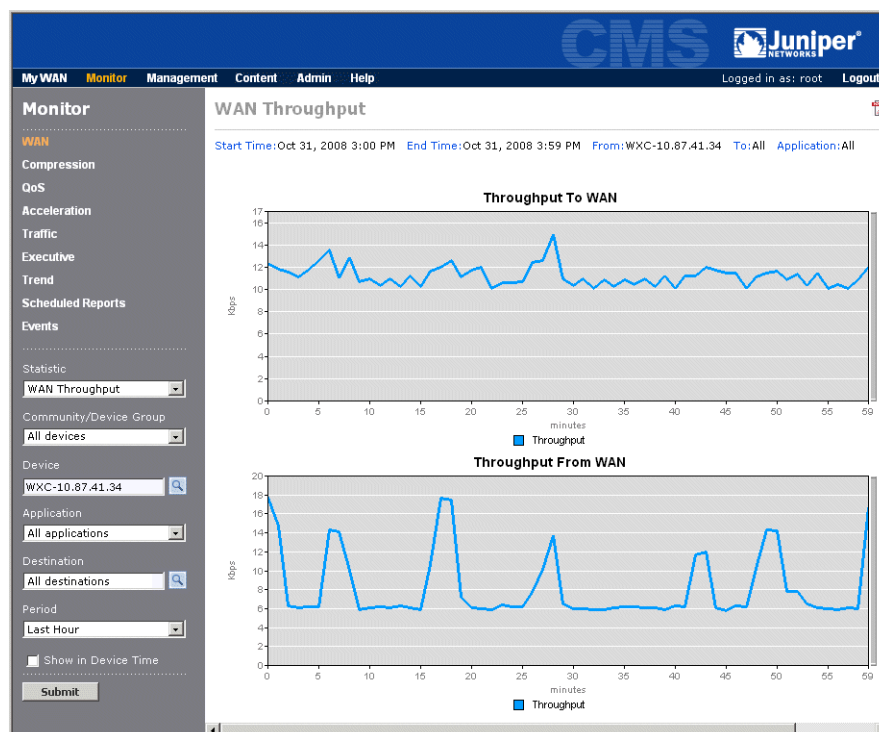 CMS
Juniper®
NETWORKS
My WAN Monitor Management Content Admin Help Logged in as: root Logout
Monitor
WAN
Compression
QoS
Acceleration
Traffic
Executive
Trend
Scheduled Reports
Events
Statistic
WAN Throughput
Community/Device Group
All devices
Device
WXC-10.87.41.34
Application
All applications
Destination
All destinations
Period
Last Hour
Show in Device Time
Submit
WAN Throughput
Start Time:Oct 31, 2008 3:00 PM End Time:Oct 31, 2008 3:59 PM From:WXC-10.87.41.34 To:All Application:All
Throughput To WAN
17
16
14
12
10
8
6
4
2
0
Kbps
0 5 10 15 20 25 30 35 40 45 50 55 59
minutes
Throughput
Throughput From WAN
20
18
16
14
12
10
8
6
4
2
0
Kbps
0 5 10 15 20 25 30 35 40 45 50 55 59
minutes
Throughput